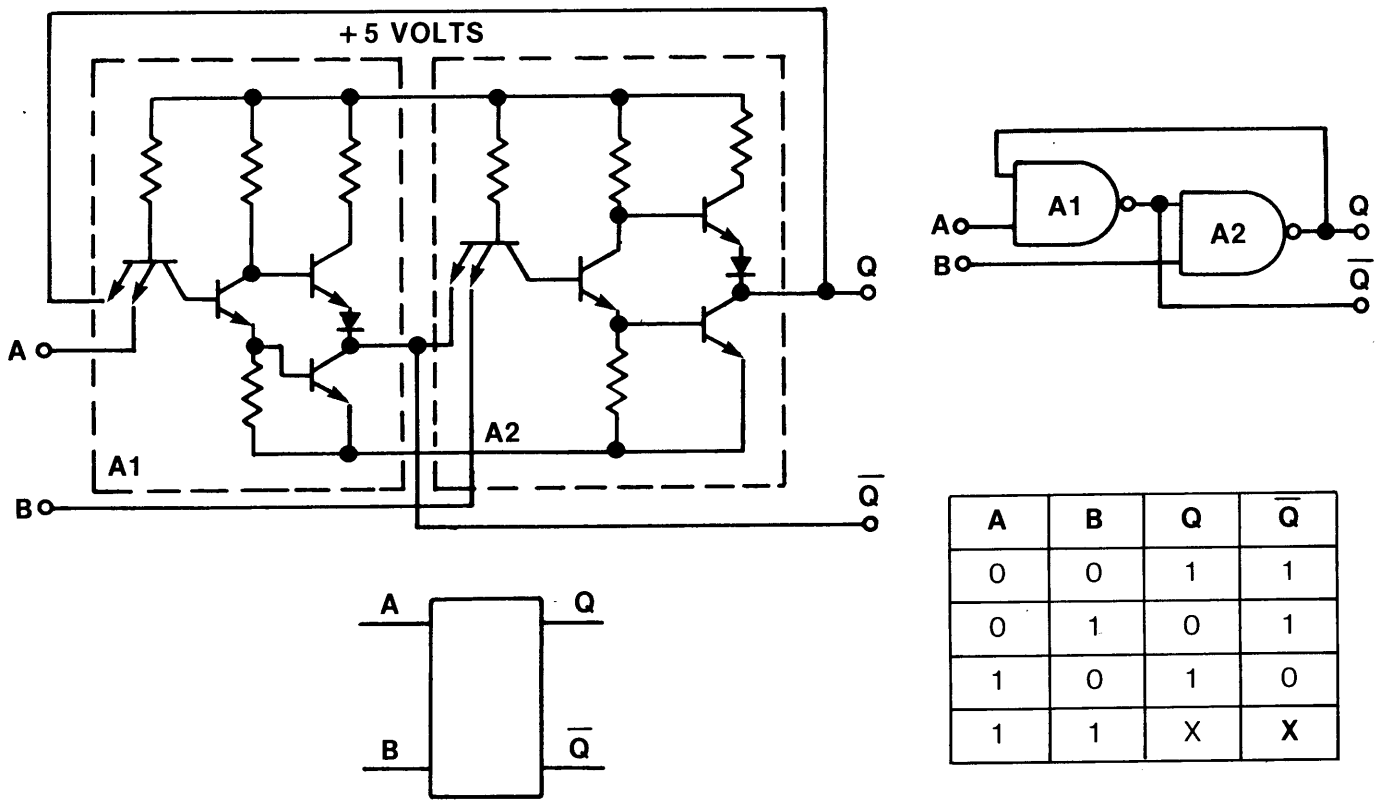 +5 VOLTS
A
B
A1
A2
Q
Q̅
A1
A2
A
B
Q
Q̅
A Q
B Q̅
A B Q Q̅
0 0 1 1
0 1 0 1
1 0 1 0
1 1 X X